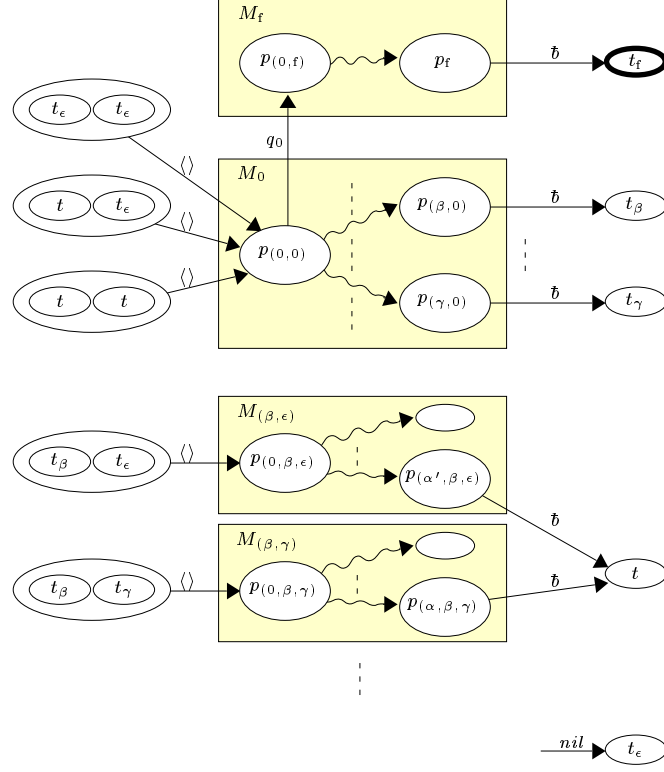 M_f
p_(0,f) p_f ħ t_f
t_ϵ t_ϵ
q_0
⟨⟩ M_0
t t_ϵ ⟨⟩ p_(β,0) ħ t_β
p_(0,0)
t t ⟨⟩ p_(γ,0) ħ t_γ
M_(β,ϵ)
t_β t_ϵ ⟨⟩ p_(0,β,ϵ) p_(α′,β,ϵ)
ħ
M_(β,γ)
t
t_β t_γ ⟨⟩ p_(0,β,γ) p_(α,β,γ) ħ
nil t_ϵ